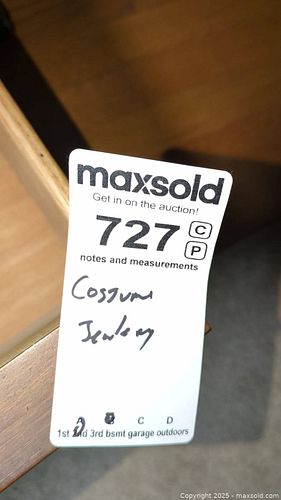 maxsold
Get in on the auction!
727 C
P
notes and measurements
Costume
Jewlery
A B C D
1st 2nd 3rd bsmt garage outdoors
Copyright © 2025 - maxsold.com